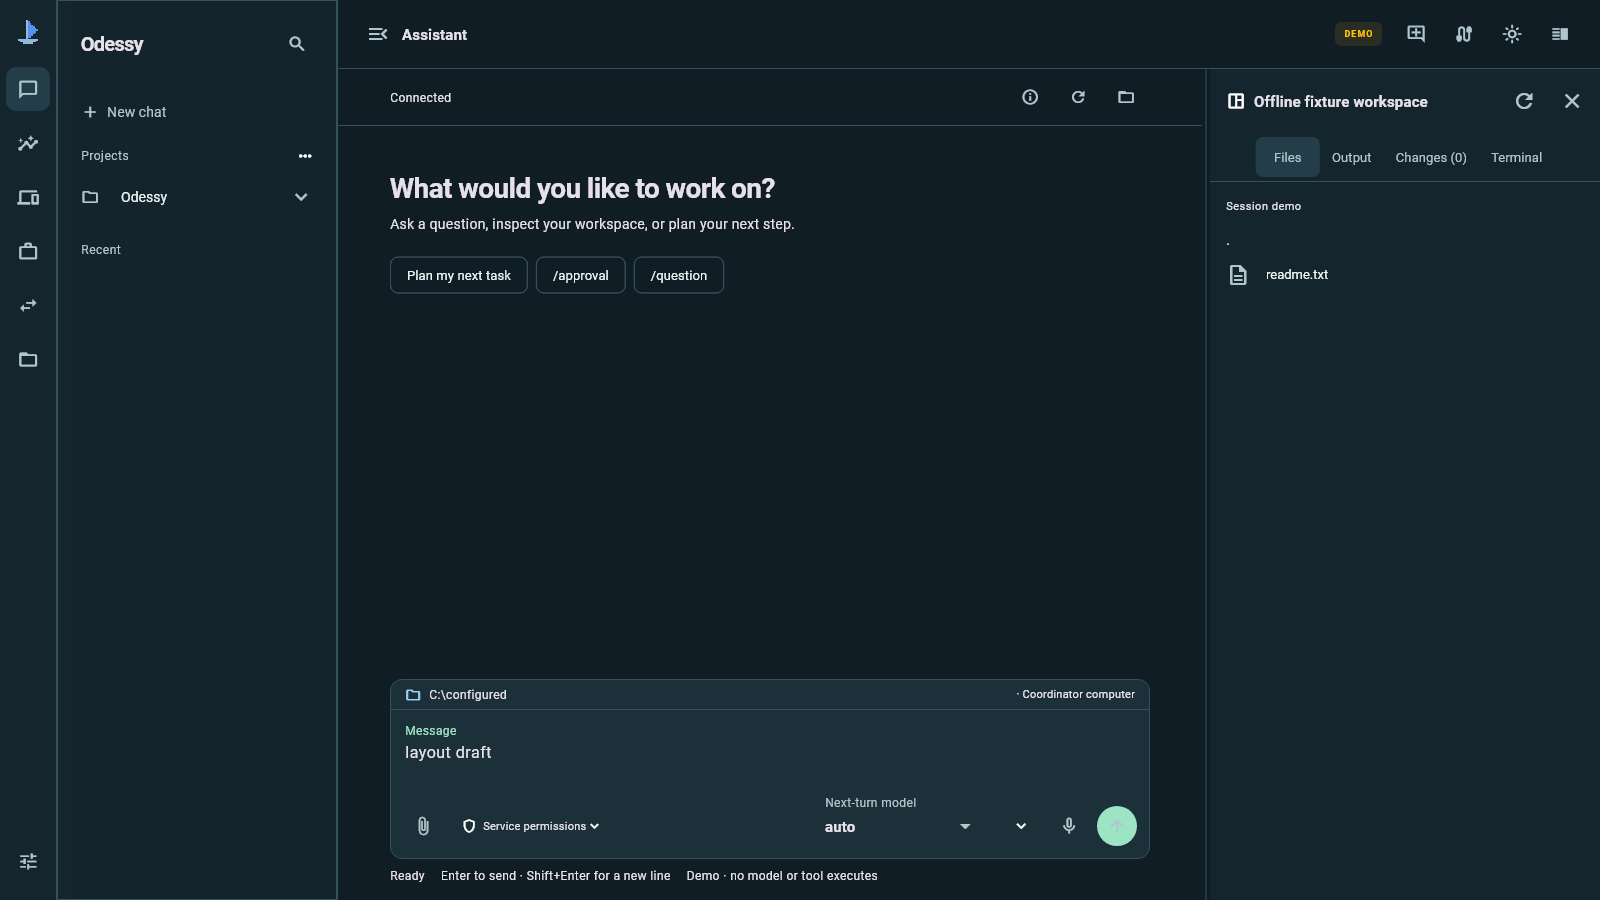 Odessy
New chat
Projects
Odessy
Recent
Assistant
DEMO
Connected
What would you like to work on?
Ask a question, inspect your workspace, or plan your next step.
Plan my next task
/approval
/question
C:\configured
· Coordinator computer
Message
layout draft
Service permissions
Next-turn model
auto
Ready
Enter to send · Shift+Enter for a new line
Demo · no model or tool executes
Offline fixture workspace
Files
Output
Changes (0)
Terminal
Session demo
.
readme.txt